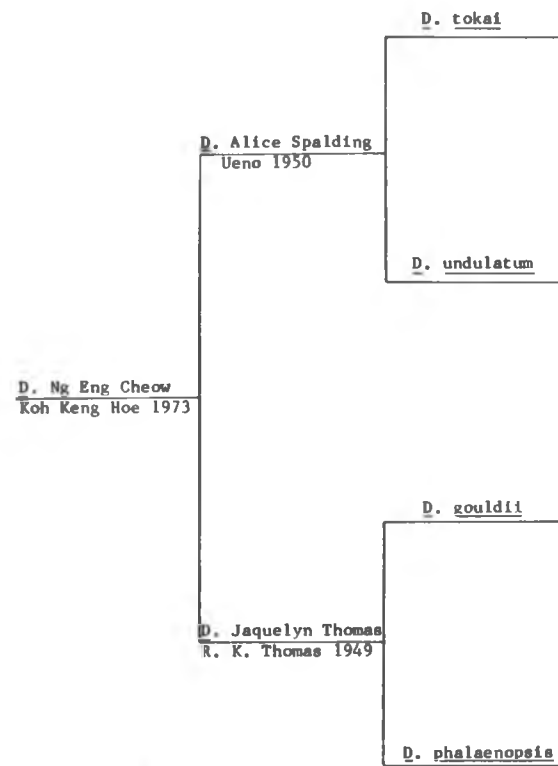 D. tokai
D. Alice Spalding
Ueno 1950
D. undulatum
D. Ng Eng Cheow
Koh Keng Hoe 1973
D. gouldii
D. Jaquelyn Thomas
R. K. Thomas 1949
D. phalaenopsis